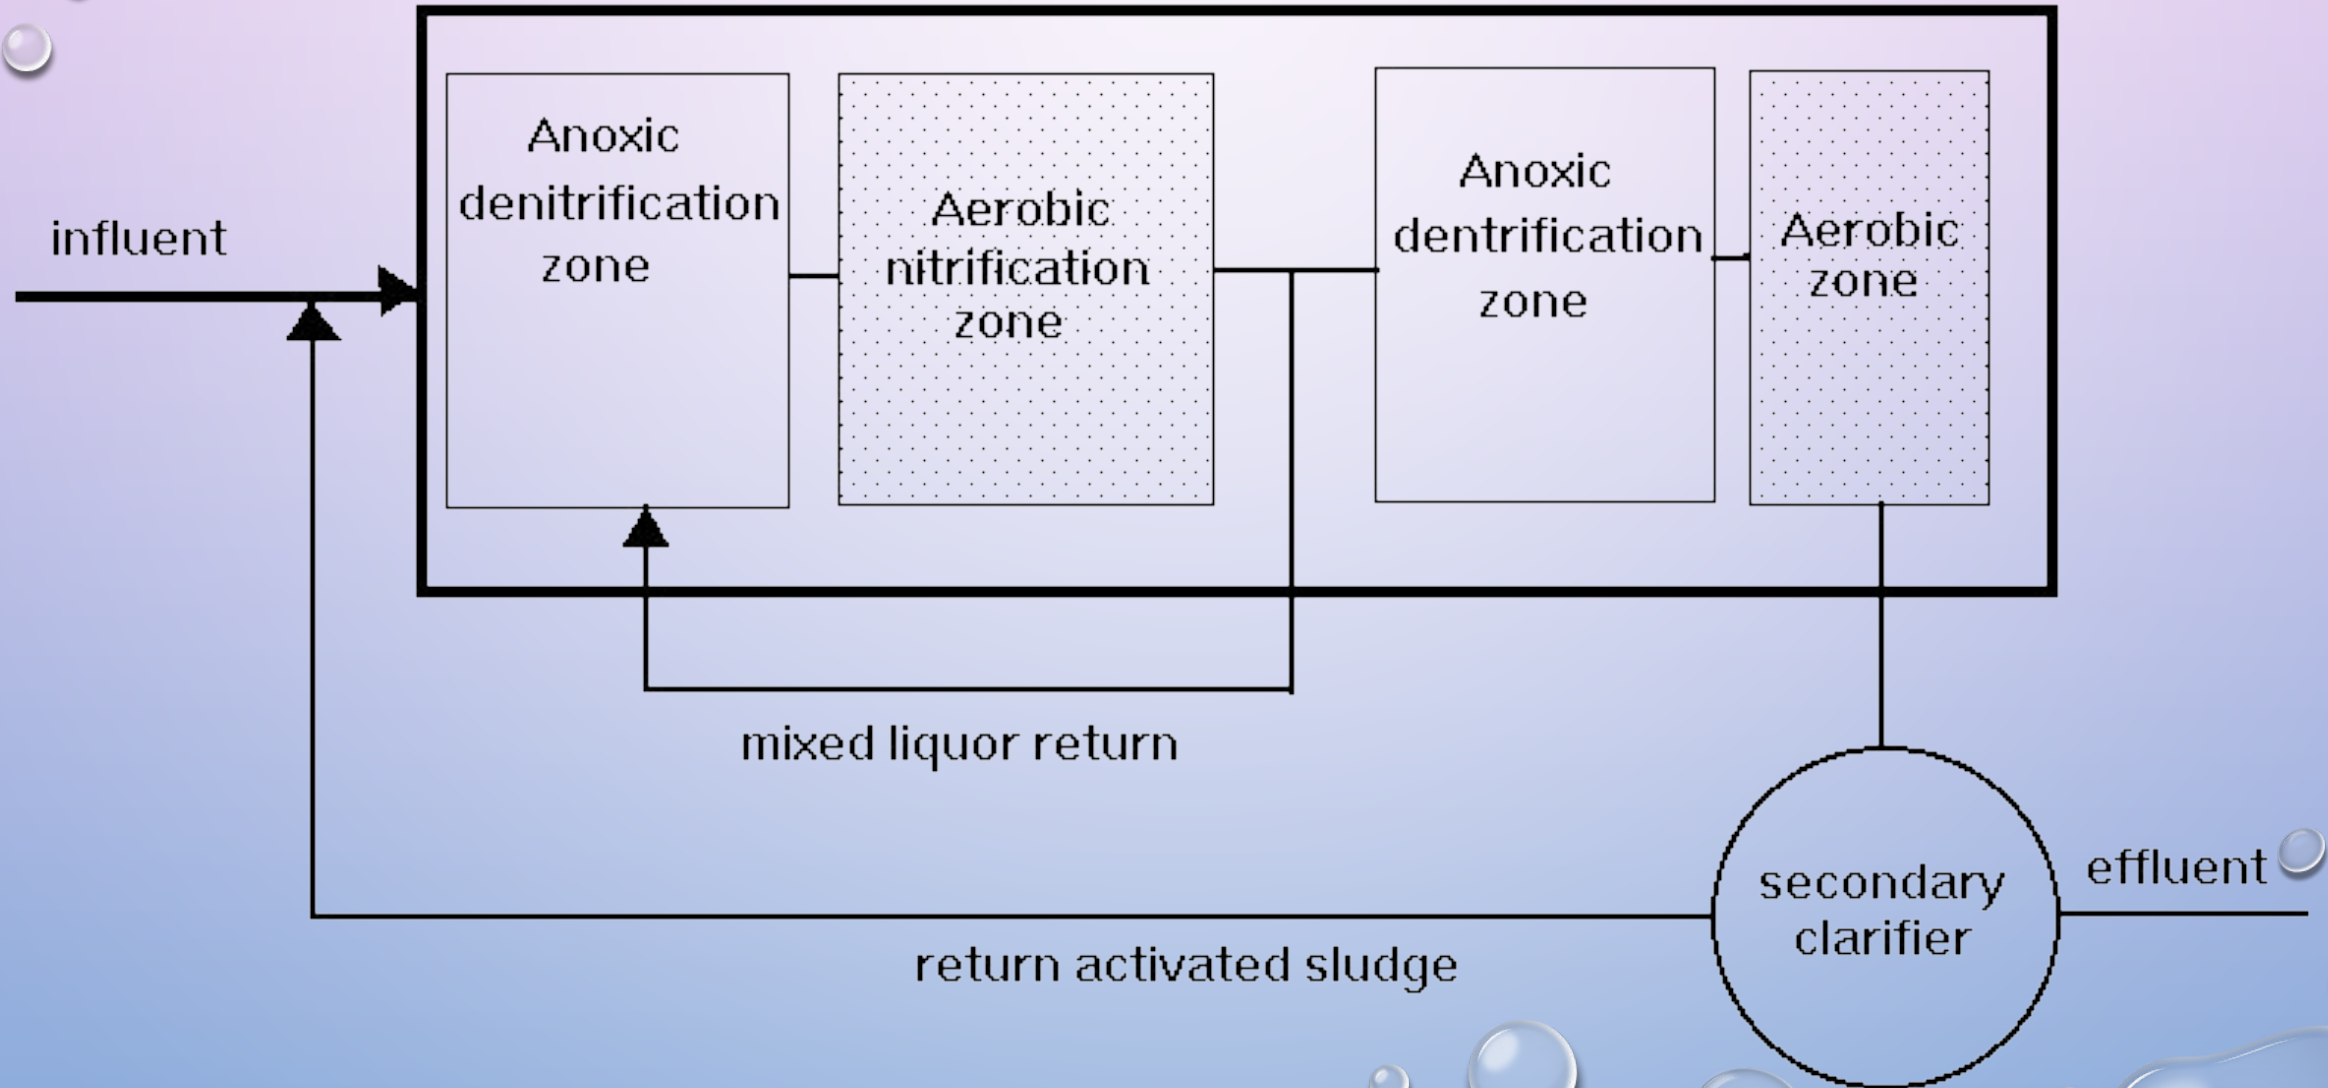 influent
Anoxic
denitrification
zone
Aerobic
nitrification
zone
Anoxic
dentrification
zone
Aerobic
zone
mixed liquor return
secondary
clarifier
effluent
return activated sludge